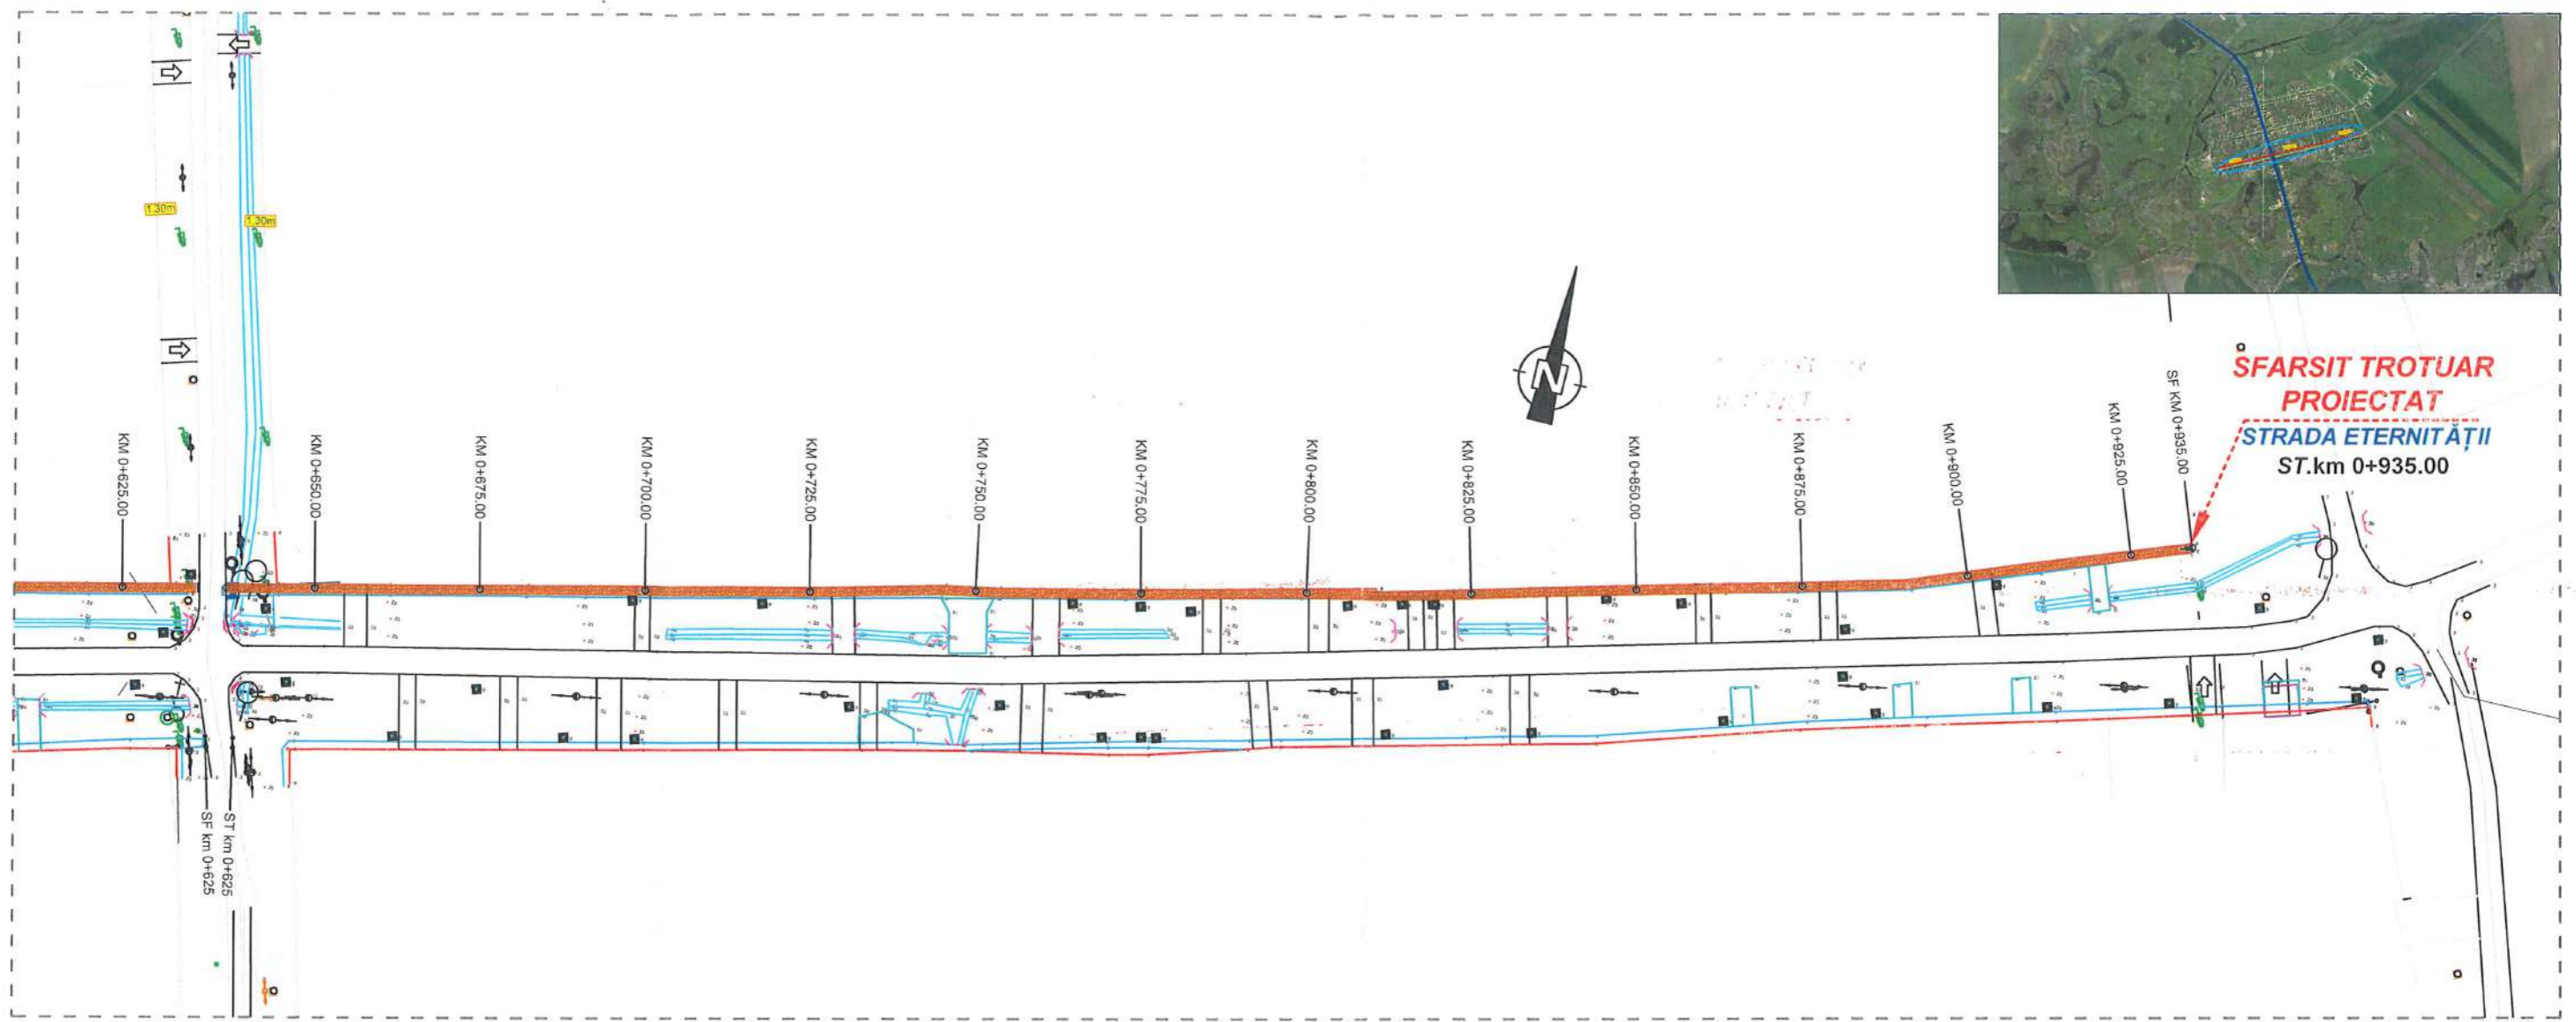 1.30m
1.30m
SFARSIT TROTUAR
PROIECTAT
STRADA ETERNITĂȚII
ST.km 0+935.00
KM 0+625.00
KM 0+650.00
KM 0+675.00
KM 0+700.00
KM 0+725.00
KM 0+750.00
KM 0+775.00
KM 0+800.00
KM 0+825.00
KM 0+850.00
KM 0+875.00
KM 0+900.00
KM 0+925.00
SF KM 0+935.00
N
SF km 0+625
ST km 0+625